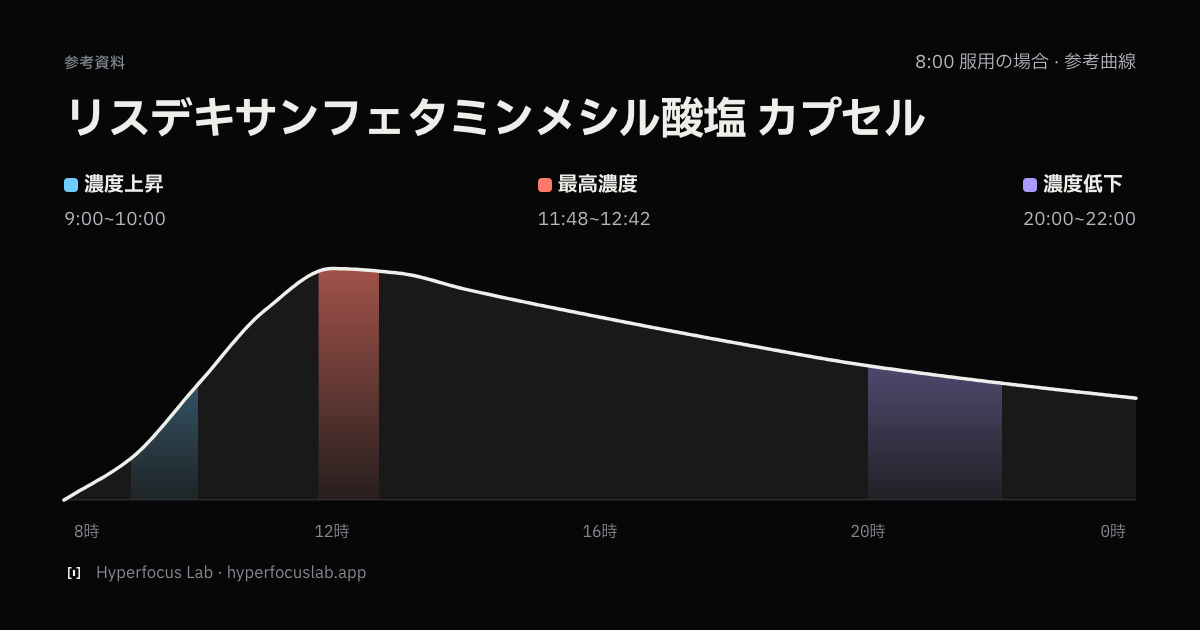 参考資料
8:00 服用の場合 · 参考曲線
リスデキサンフェタミンメシル酸塩 カプセル
濃度上昇
9:00~10:00
最高濃度
11:48~12:42
濃度低下
20:00~22:00
8時
12時
16時
20時
0時
Hyperfocus Lab · hyperfocuslab.app